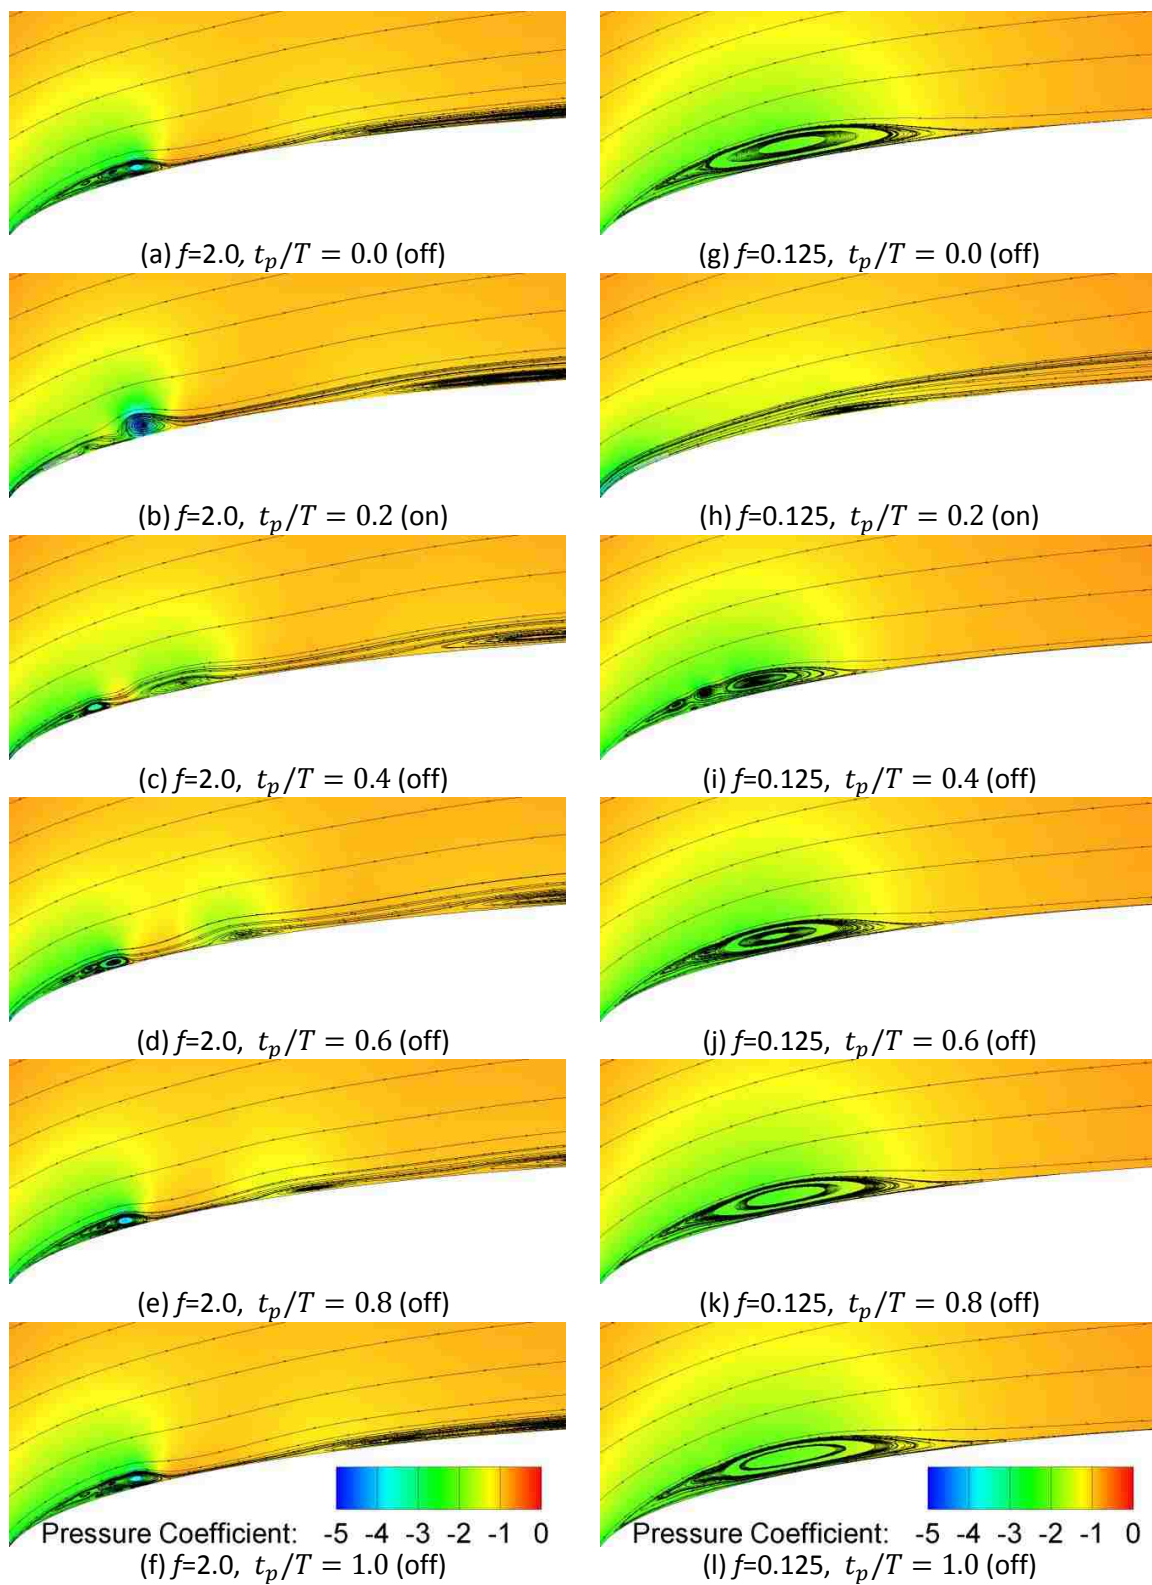 (a) f=2.0, t_p/T = 0.0 (off)
(g) f=0.125, t_p/T = 0.0 (off)
(b) f=2.0, t_p/T = 0.2 (on)
(h) f=0.125, t_p/T = 0.2 (on)
(c) f=2.0, t_p/T = 0.4 (off)
(i) f=0.125, t_p/T = 0.4 (off)
(d) f=2.0, t_p/T = 0.6 (off)
(j) f=0.125, t_p/T = 0.6 (off)
(e) f=2.0, t_p/T = 0.8 (off)
(k) f=0.125, t_p/T = 0.8 (off)
Pressure Coefficient: -5 -4 -3 -2 -1 0
Pressure Coefficient: -5 -4 -3 -2 -1 0
(f) f=2.0, t_p/T = 1.0 (off)
(l) f=0.125, t_p/T = 1.0 (off)